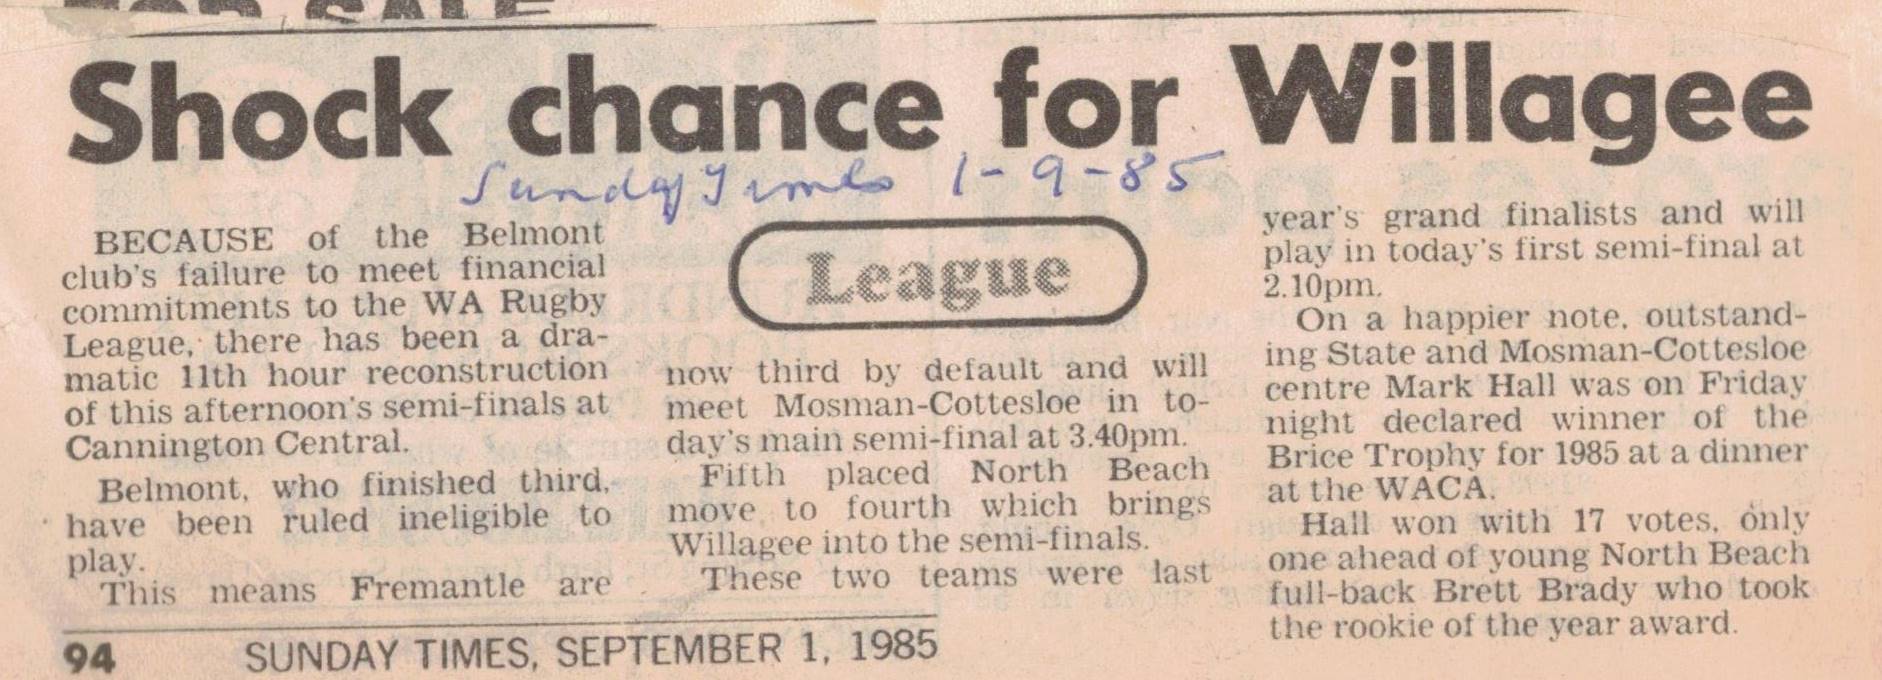 FOR SALE
Shock chance for Willagee
Sunday Times 1-9-85
BECAUSE of the Belmont
club's failure to meet financial
commitments to the WA Rugby
League, there has been a dra-
matic 11th hour reconstruction
of this afternoon's semi-finals at
Cannington Central.
Belmont, who finished third,
have been ruled ineligible to
play.
This means Fremantle are
League
now third by default and will
meet Mosman-Cottesloe in to-
day's main semi-final at 3.40pm.
Fifth placed North Beach
move to fourth which brings
Willagee into the semi-finals.
These two teams were last
year's grand finalists and will
play in today's first semi-final at
2.10pm.
On a happier note, outstand-
ing State and Mosman-Cottesloe
centre Mark Hall was on Friday
night declared winner of the
Brice Trophy for 1985 at a dinner
at the WACA.
Hall won with 17 votes, only
one ahead of young North Beach
full-back Brett Brady who took
the rookie of the year award.
94 SUNDAY TIMES, SEPTEMBER 1, 1985